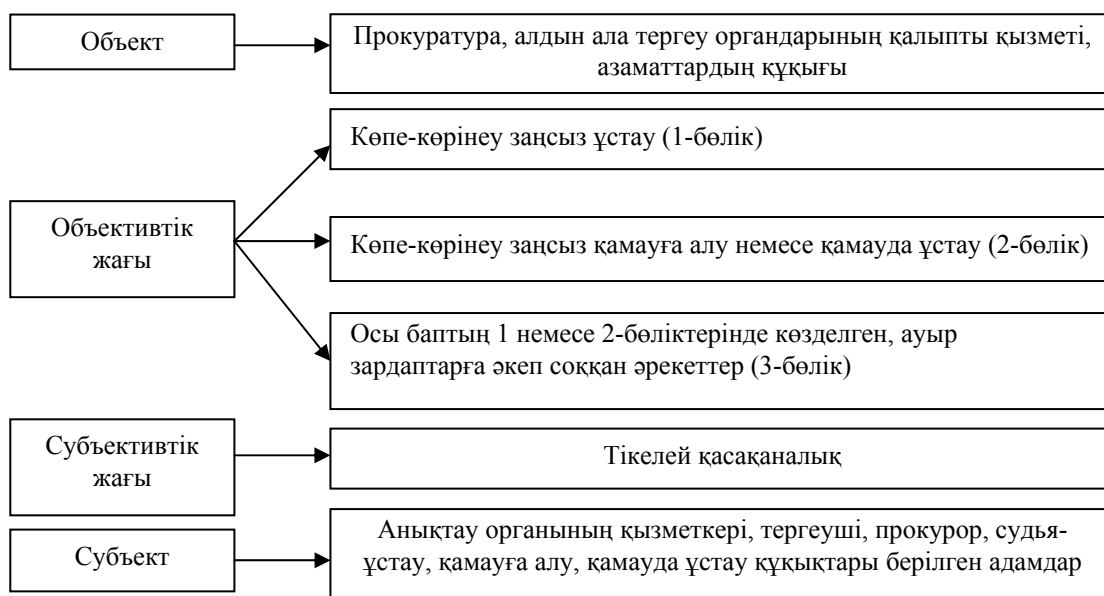 Объект
Прокуратура, алдын ала тергеу органдарының қалыпты қызметі,
азаматтардың құқығы
Көпе-көрінеу заңсыз ұстау (1-бөлік)
Объективтік
жағы
Көпе-көрінеу заңсыз қамауға алу немесе қамауда ұстау (2-бөлік)
Осы баптың 1 немесе 2-бөліктерінде көзделген, ауыр
зардаптарға әкеп соққан әрекеттер (3-бөлік)
Субъективтік
жағы
Тікелей қасақаналық
Субъект
Анықтау органының қызметкері, тергеуші, прокурор, судья-
ұстау, қамауға алу, қамауда ұстау құқықтары берілген адамдар